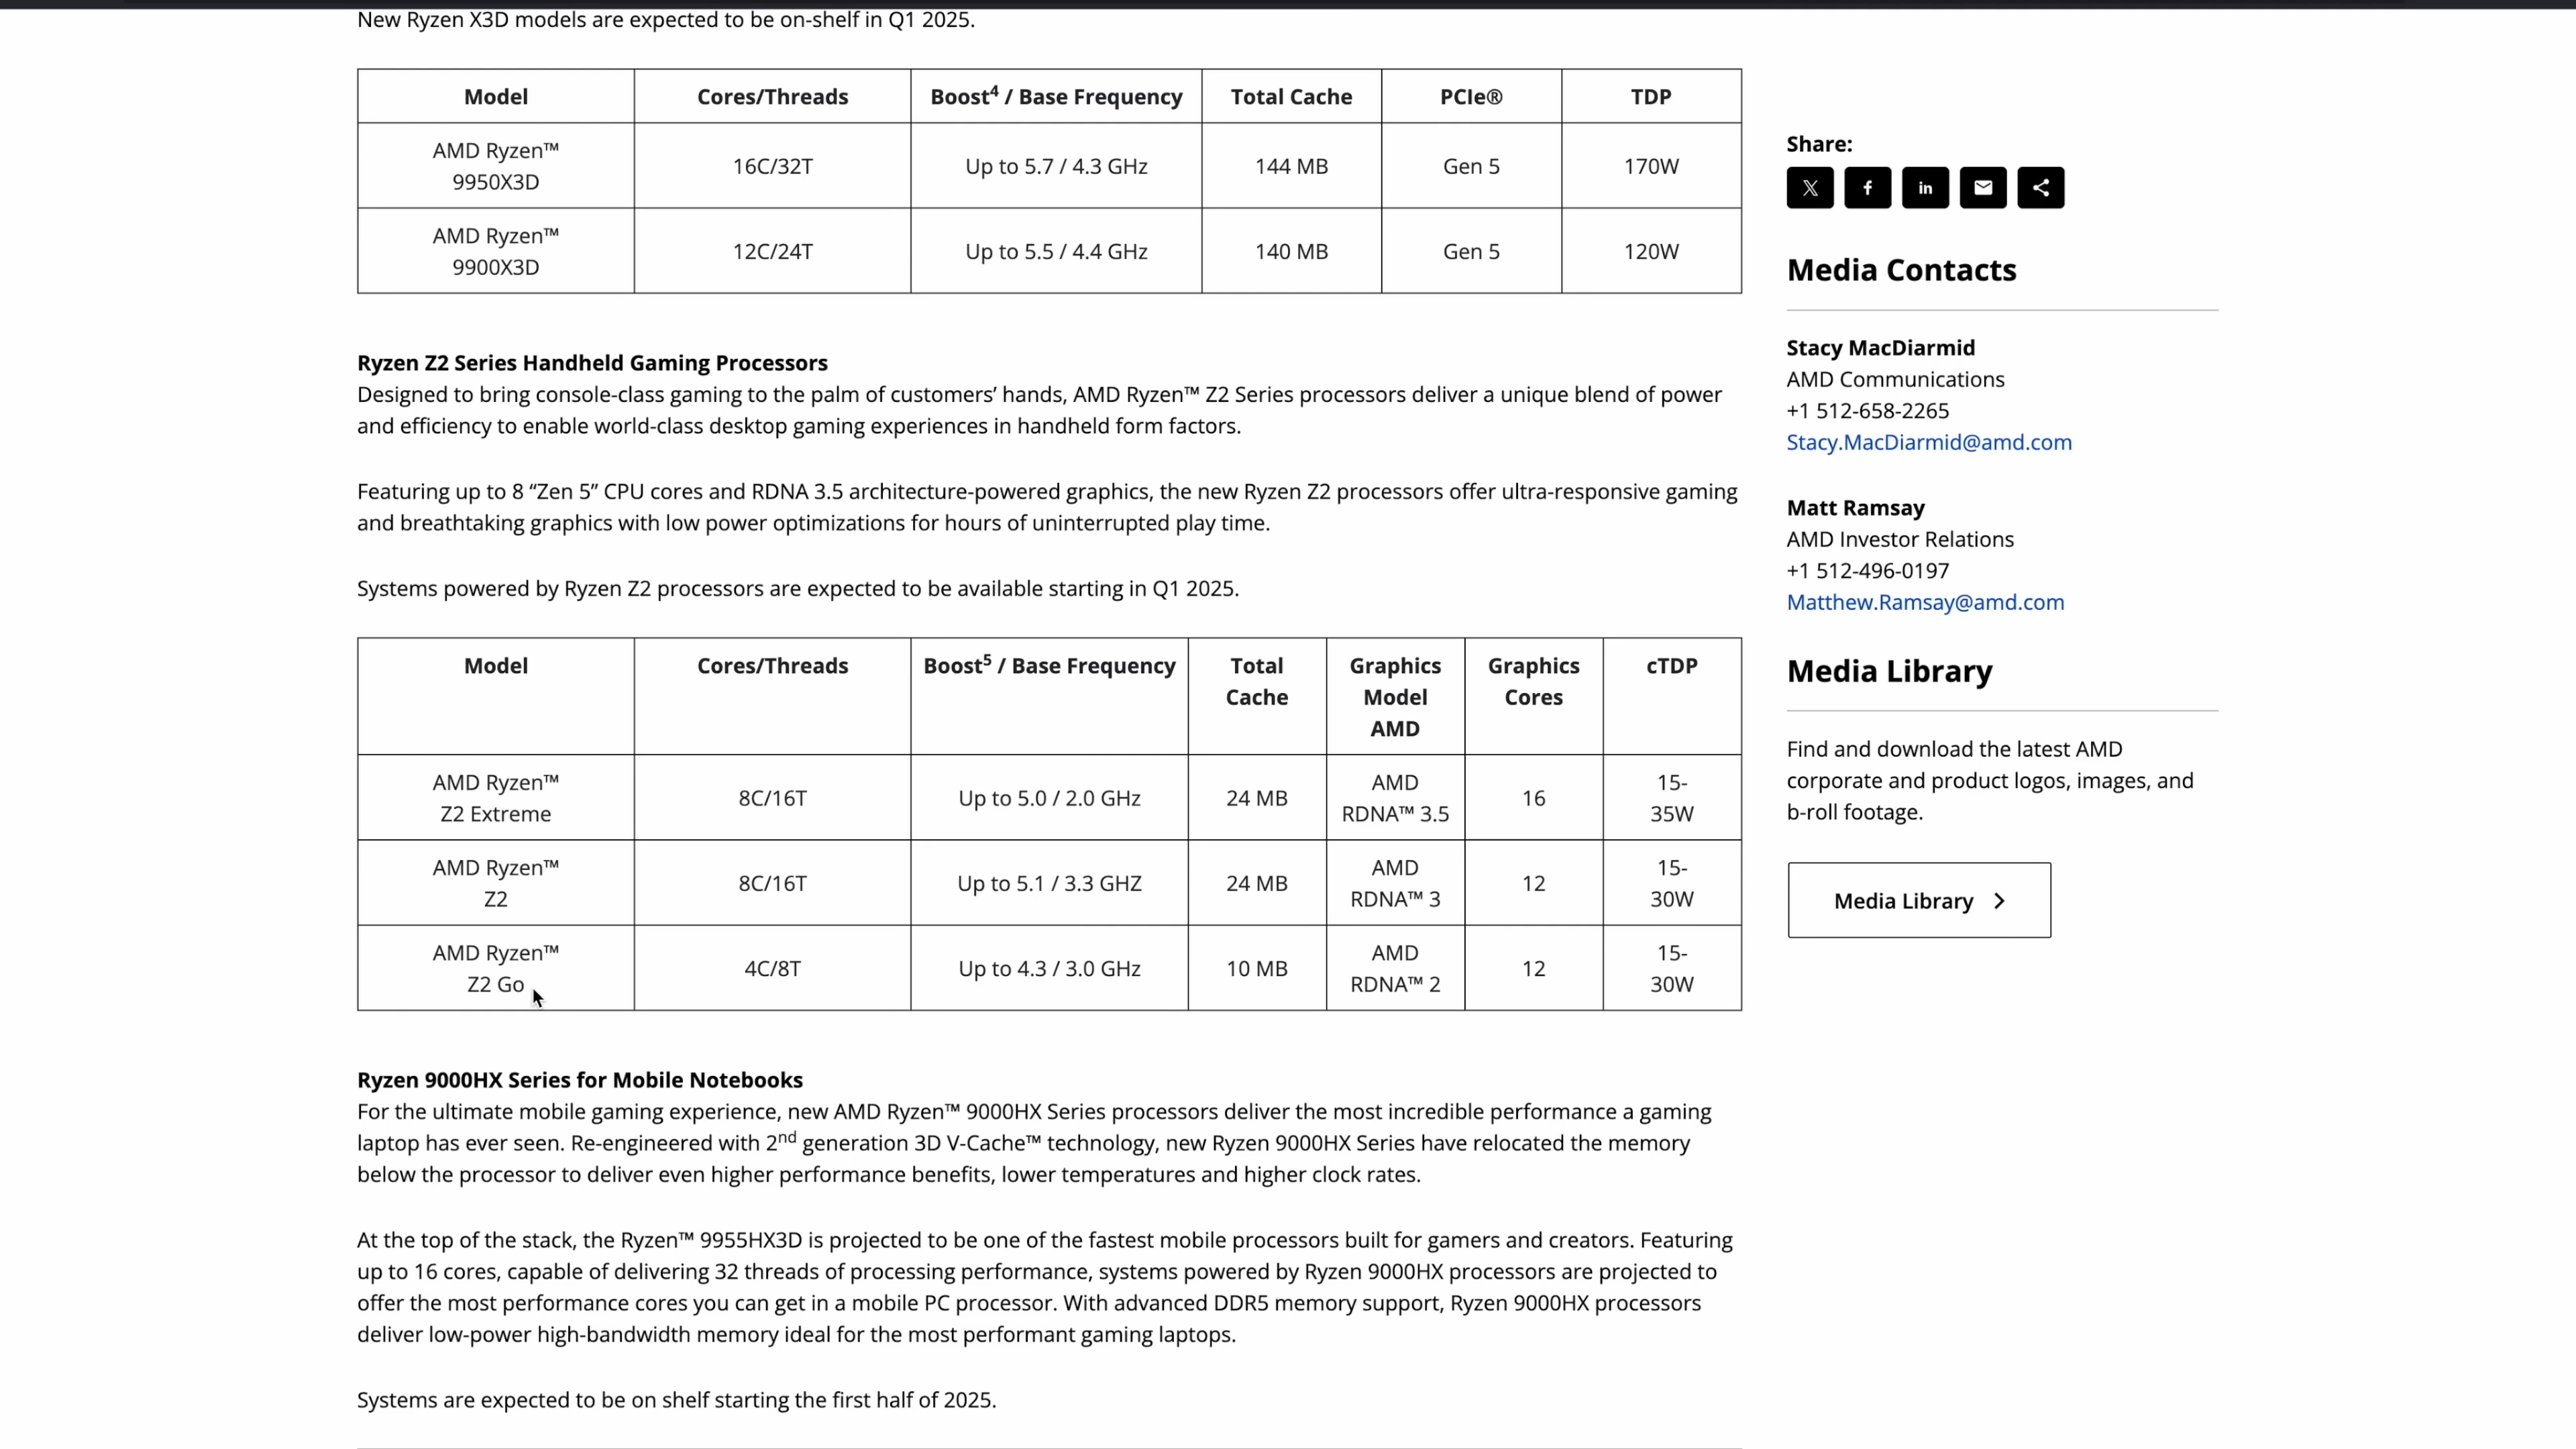 New Ryzen X3D models are expected to be on-shelf in Q1 2025.
Model Cores/Threads Boost4 / Base Frequency Total Cache PCIe® TDP
AMD Ryzen™
9950X3D
16C/32T Up to 5.7 / 4.3 GHz 144 MB Gen 5 170W
AMD Ryzen™
9900X3D
12C/24T Up to 5.5 / 4.4 GHz 140 MB Gen 5 120W
Ryzen Z2 Series Handheld Gaming Processors
Designed to bring console-class gaming to the palm of customers’ hands, AMD Ryzen™ Z2 Series processors deliver a unique blend of power
and efficiency to enable world-class desktop gaming experiences in handheld form factors.
Featuring up to 8 “Zen 5” CPU cores and RDNA 3.5 architecture-powered graphics, the new Ryzen Z2 processors offer ultra-responsive gaming
and breathtaking graphics with low power optimizations for hours of uninterrupted play time.
Systems powered by Ryzen Z2 processors are expected to be available starting in Q1 2025.
Model Cores/Threads Boost5 / Base Frequency Total Graphics Graphics cTDP
Cache Model Cores
AMD
AMD Ryzen™
Z2 Extreme
8C/16T Up to 5.0 / 2.0 GHz 24 MB
AMD
RDNA™ 3.5
16
15-
35W
AMD Ryzen™
Z2
8C/16T Up to 5.1 / 3.3 GHZ 24 MB
AMD
RDNA™ 3
12
15-
30W
AMD Ryzen™
Z2 Go
4C/8T Up to 4.3 / 3.0 GHz 10 MB
AMD
RDNA™ 2
12
15-
30W
Ryzen 9000HX Series for Mobile Notebooks
For the ultimate mobile gaming experience, new AMD Ryzen™ 9000HX Series processors deliver the most incredible performance a gaming
laptop has ever seen. Re-engineered with 2nd generation 3D V-Cache™ technology, new Ryzen 9000HX Series have relocated the memory
below the processor to deliver even higher performance benefits, lower temperatures and higher clock rates.
At the top of the stack, the Ryzen™ 9955HX3D is projected to be one of the fastest mobile processors built for gamers and creators. Featuring
up to 16 cores, capable of delivering 32 threads of processing performance, systems powered by Ryzen 9000HX processors are projected to
offer the most performance cores you can get in a mobile PC processor. With advanced DDR5 memory support, Ryzen 9000HX processors
deliver low-power high-bandwidth memory ideal for the most performant gaming laptops.
Systems are expected to be on shelf starting the first half of 2025.
Share:
X f in
Media Contacts
Stacy MacDiarmid
AMD Communications
+1 512-658-2265
Stacy.MacDiarmid@amd.com
Matt Ramsay
AMD Investor Relations
+1 512-496-0197
Matthew.Ramsay@amd.com
Media Library
Find and download the latest AMD
corporate and product logos, images, and
b-roll footage.
Media Library